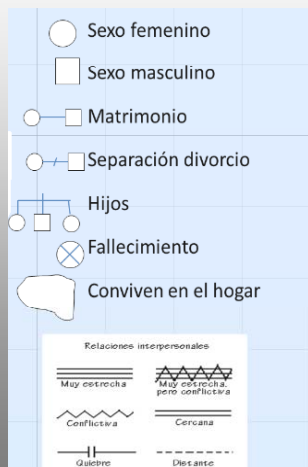 Sexo femenino
Sexo masculino
Matrimonio
Separación divorcio
Hijos
Fallecimiento
Conviven en el hogar
Relaciones interpersonales
Muy estrecha
Muy estrecha, pero conflictiva
Conflictiva
Cercana
Quiebre
Distante